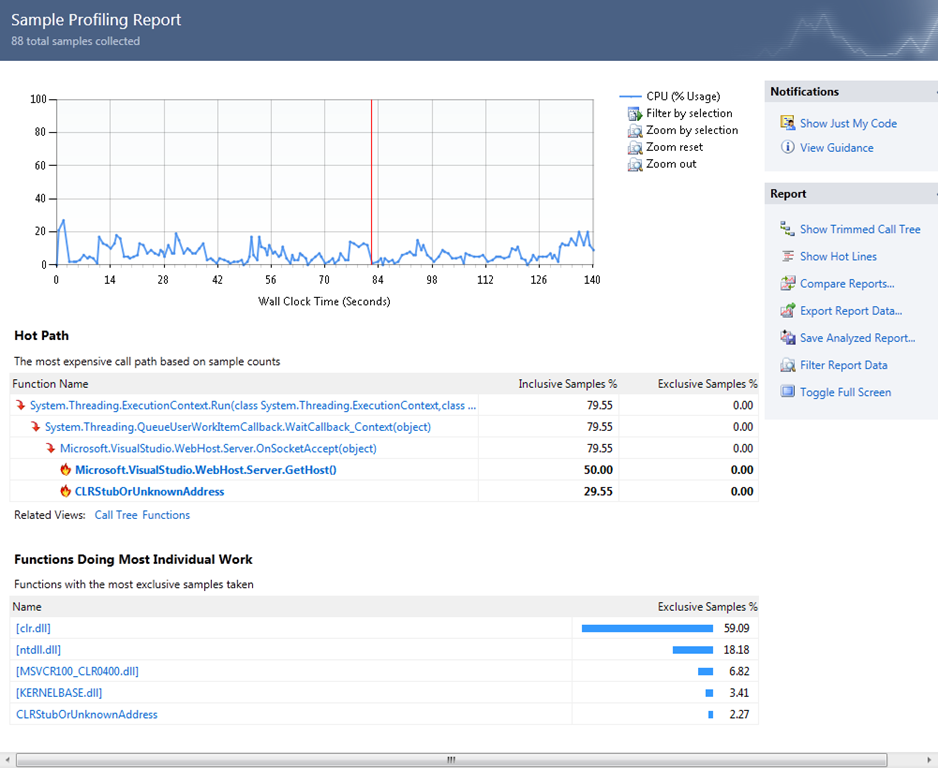 Sample Profiling Report
88 total samples collected
100
80
60
40
20
0
0 14 28 42 56 70 84 98 112 126 140
Wall Clock Time (Seconds)
CPU (% Usage)
Filter by selection
Zoom by selection
Zoom reset
Zoom out
Notifications
Show Just My Code
View Guidance
Report
Show Trimmed Call Tree
Show Hot Lines
Compare Reports...
Export Report Data...
Save Analyzed Report...
Filter Report Data
Toggle Full Screen
Hot Path
The most expensive call path based on sample counts
Function Name Inclusive Samples % Exclusive Samples %
System.Threading.ExecutionContext.Run(class System.Threading.ExecutionContext,class ... 79.55 0.00
System.Threading.QueueUserWorkItemCallback.WaitCallback_Context(object) 79.55 0.00
Microsoft.VisualStudio.WebHost.Server.OnSocketAccept(object) 79.55 0.00
Microsoft.VisualStudio.WebHost.Server.GetHost() 50.00 0.00
CLRStubOrUnknownAddress 29.55 0.00
Related Views: Call Tree Functions
Functions Doing Most Individual Work
Functions with the most exclusive samples taken
Name Exclusive Samples %
[clr.dll] 59.09
[ntdll.dll] 18.18
[MSVCR100_CLR0400.dll] 6.82
[KERNELBASE.dll] 3.41
CLRStubOrUnknownAddress 2.27